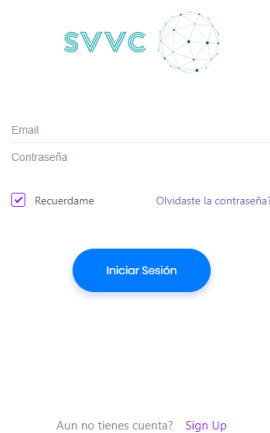 SVVC
Email
Contraseña
Recuerdame Olvidaste la contraseña?
Iniciar Sesión
Aun no tienes cuenta? Sign Up